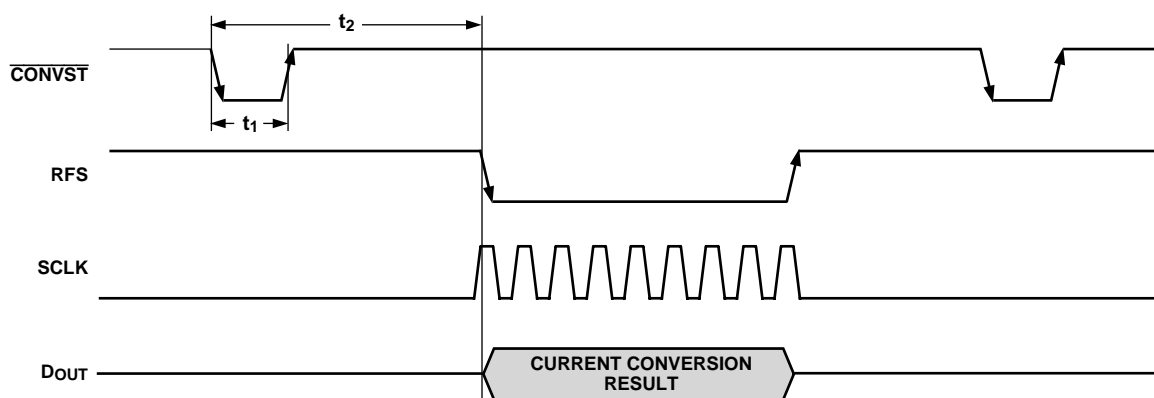 t2
CONVST
t1
RFS
SCLK
DOUT
CURRENT CONVERSION
RESULT